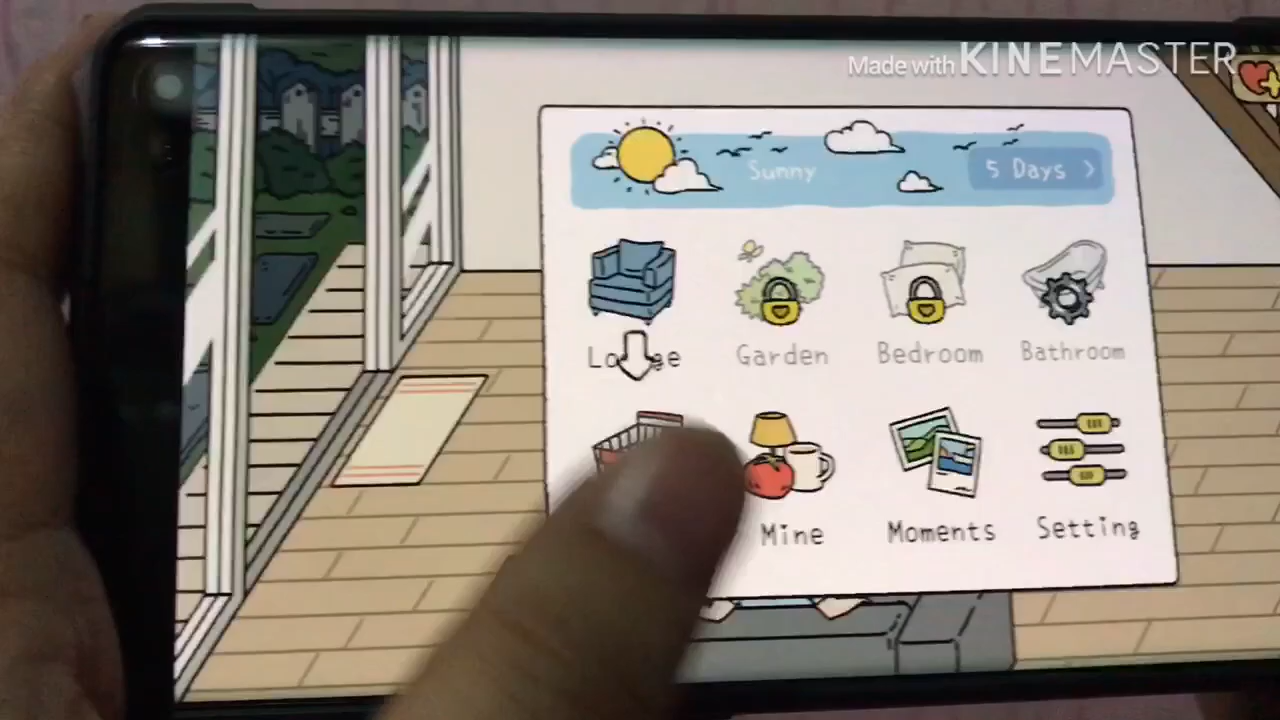 Made with KINEMASTER
Sunny
5 Days >
Garden
Bedroom
Bathroom
Mine
Moments
Setting